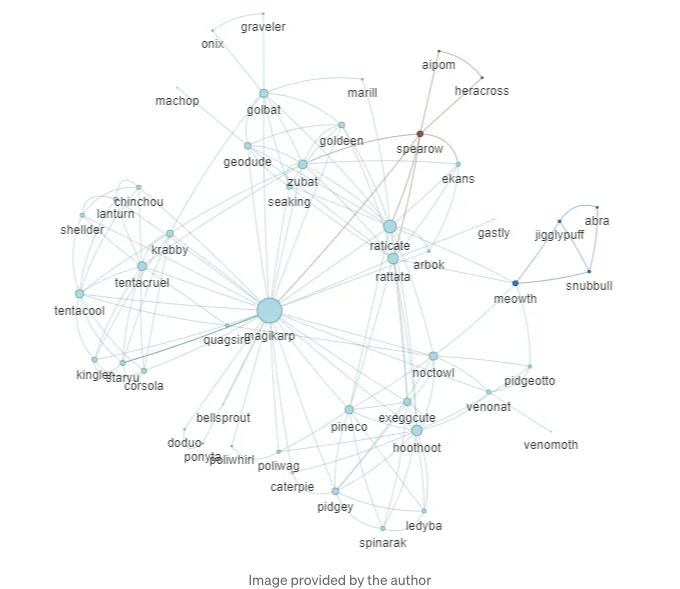 graveler
onix
aipom
heracross
marill
machop
golbat
goldeen
spearow
geodude
ekans
zubat
seaking
chinchou
lanturn
shellder
abra
gastly
jigglypuff
raticate
krabby
arbok
rattata
tentacruel
snubbull
meowth
tentacool
quagsire
magikarp
noctowl
kingler
staryu
corsola
pidgeotto
venonat
bellsprout
exeggcute
pineco
doduo
venomoth
hoothoot
ponyta
poliwhirl
poliwag
caterpie
pidgey
ledyba
spinarak
Image provided by the author